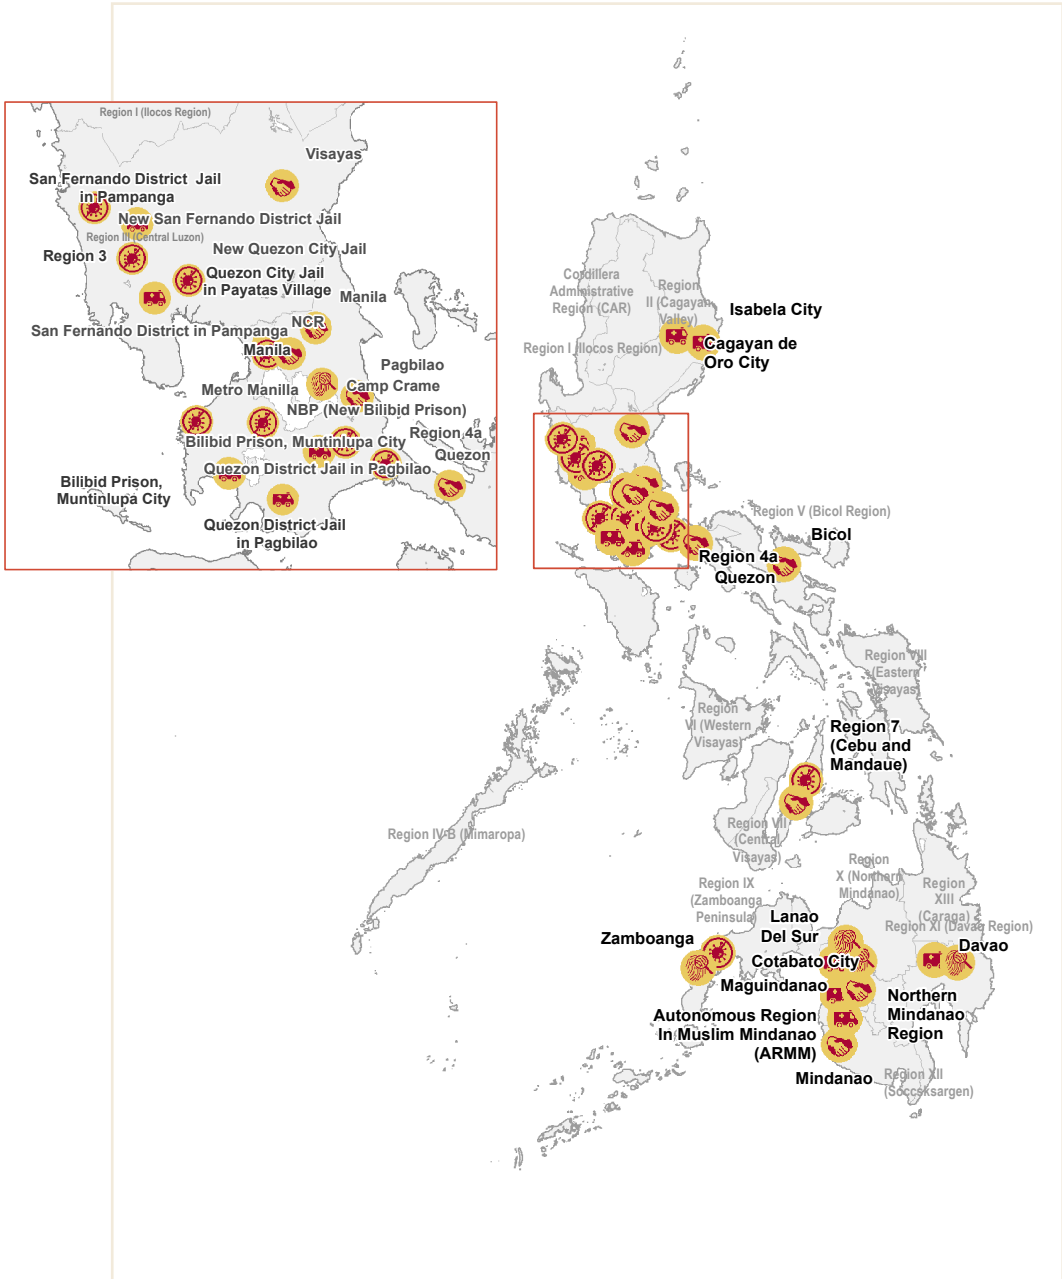 Region I (Ilocos Region)
Visayas
San Fernando District Jail
in Pampanga
New San Fernando District Jail
Region III (Central Luzon)
New Quezon City Jail
Region 3
Quezon City Jail
in Payatas Village
Manila
San Fernando District in Pampanga
NCR
Manila
Pagbilao
Metro Manilla
Camp Crame
NBP (New Bilibid Prison)
Region 4a
Bilibid Prison, Muntinlupa City
Quezon
Quezon District Jail in Pagbilao
Bilibid Prison,
Muntinlupa City
Quezon District Jail
in Pagbilao
Cordillera
Administrative
Region (CAR)
Region
II (Cagayan
Valley)
Isabela City
Region I (Ilocos Region)
Cagayan de
Oro City
Region V (Bicol Region)
Bicol
Region 4a
Quezon
Region VIII
(Eastern
Visayas)
Region
VI (Western
Visayas)
Region 7
(Cebu and
Mandaue)
Region IV-B (Mimaropa)
Region VII
(Central
Visayas)
Region
X (Northern
Mindanao)
Region IX
(Zamboanga
Peninsula)
Region
XIII
(Caraga)
Lanao
Del Sur
Region XI (Davao Region)
Zamboanga
Davao
Cotabato City
Maguindanao
Northern
Mindanao
Region
Autonomous Region
In Muslim Mindanao
(ARMM)
Mindanao
Region XII
(Soccsksargen)